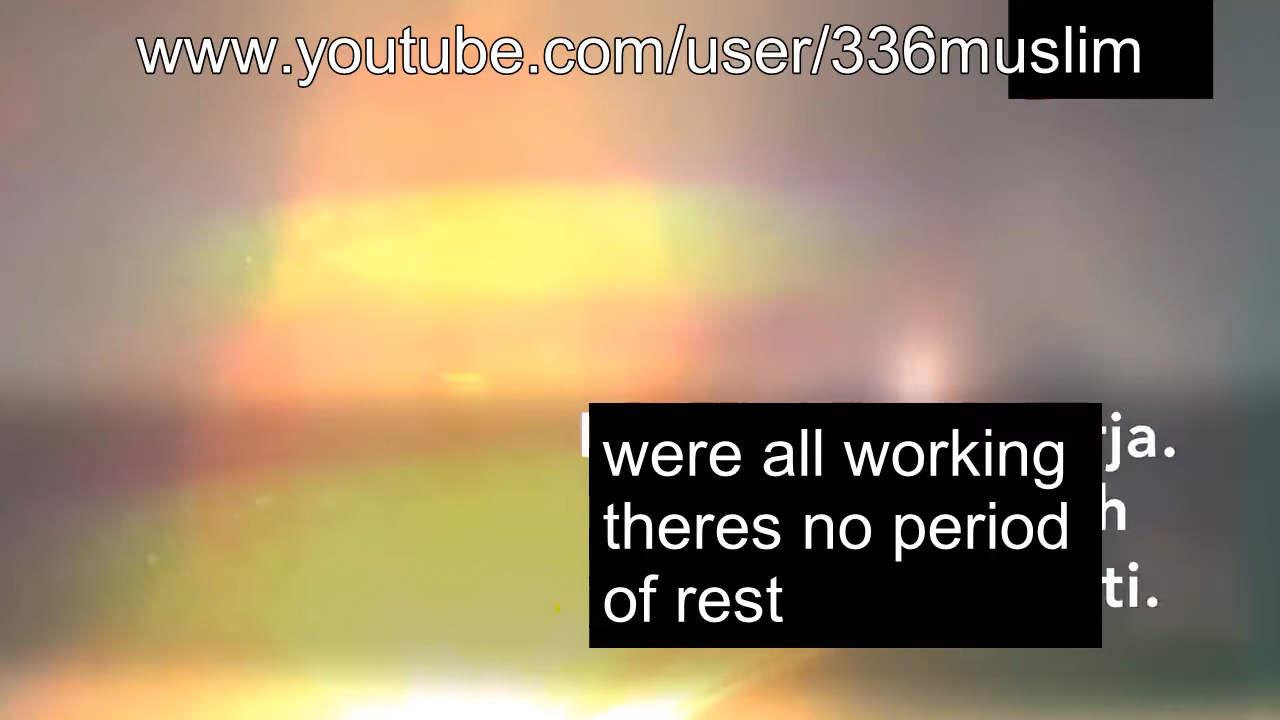 www.youtube.com/user/336muslim
were all working
theres no period
of rest